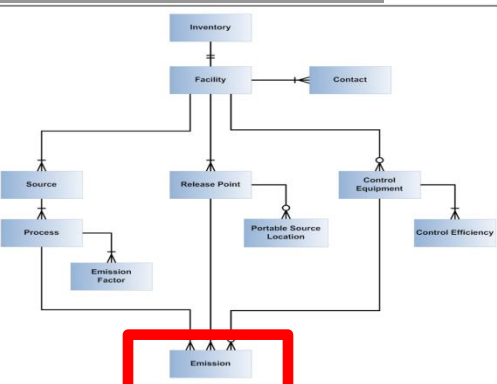 Inventory
Facility
Contact
Source
Release Point
Control
Equipment
Process
Portable Source
Location
Control Efficiency
Emission
Factor
Emission